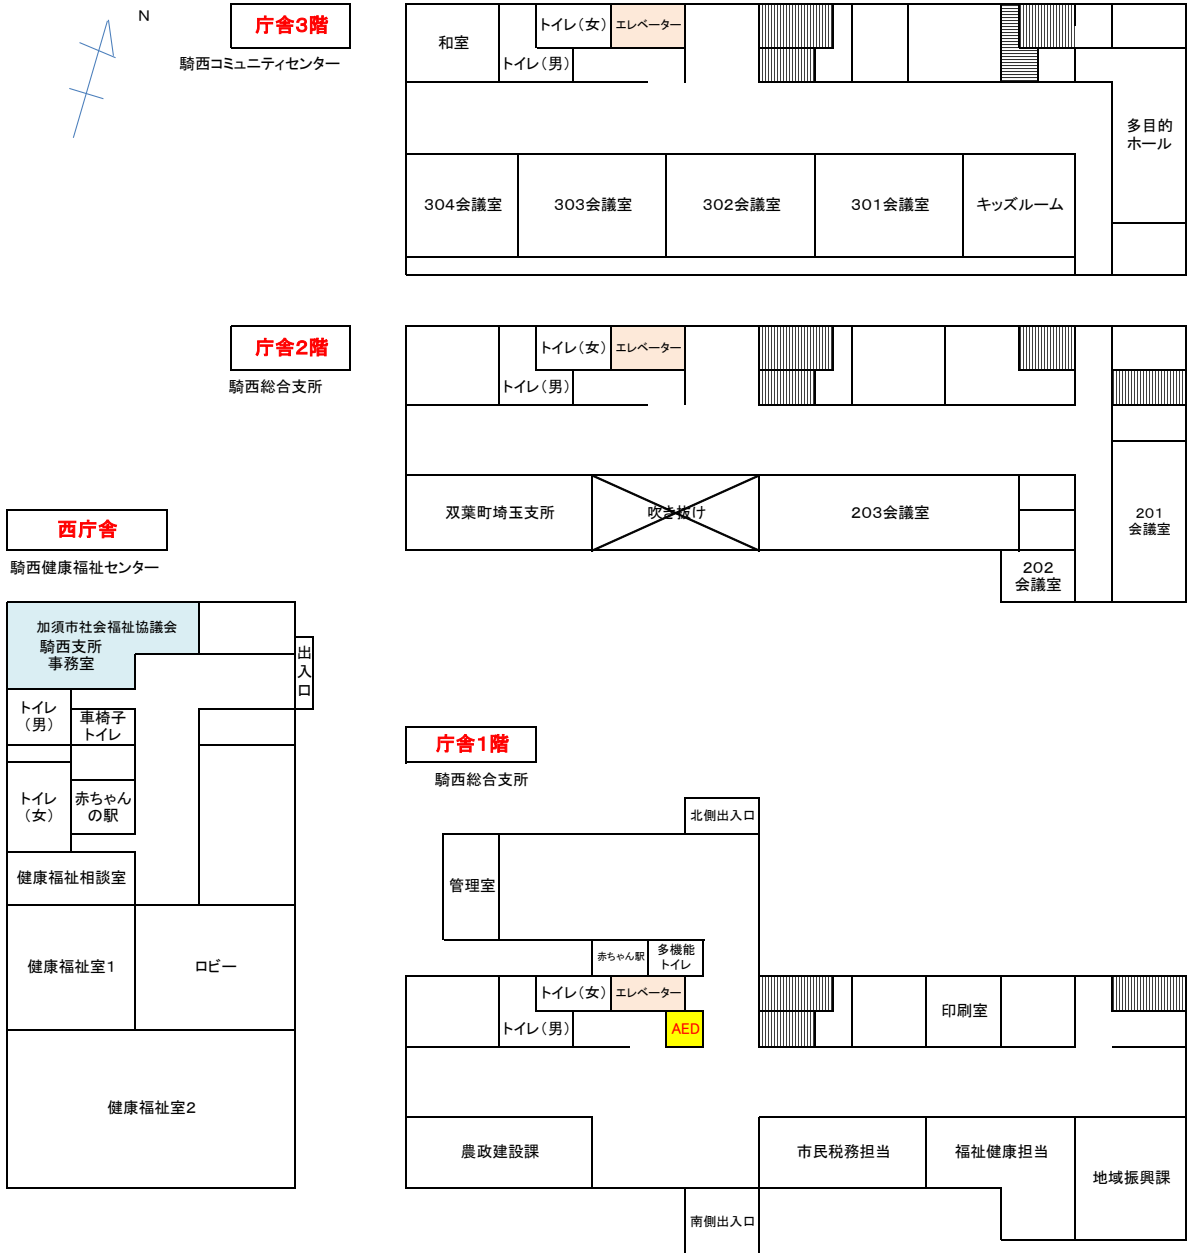 N
庁舎3階
騎西コミュニティセンター
和室
トイレ(女)
エレベーター
トイレ(男)
多目的
ホール
304会議室
303会議室
302会議室
301会議室
キッズルーム
庁舎2階
騎西総合支所
トイレ(女)
エレベーター
トイレ(男)
双葉町埼玉支所
吹き抜け
203会議室
201
会議室
202
会議室
西庁舎
騎西健康福祉センター
加須市社会福祉協議会
騎西支所
事務室
出入口
トイレ
(男)
車椅子
トイレ
トイレ
(女)
赤ちゃん
の駅
健康福祉相談室
健康福祉室1
ロビー
健康福祉室2
庁舎1階
騎西総合支所
北側出入口
管理室
赤ちゃん駅
多機能
トイレ
トイレ(女)
エレベーター
トイレ(男)
AED
印刷室
農政建設課
市民税務担当
福祉健康担当
地域振興課
南側出入口